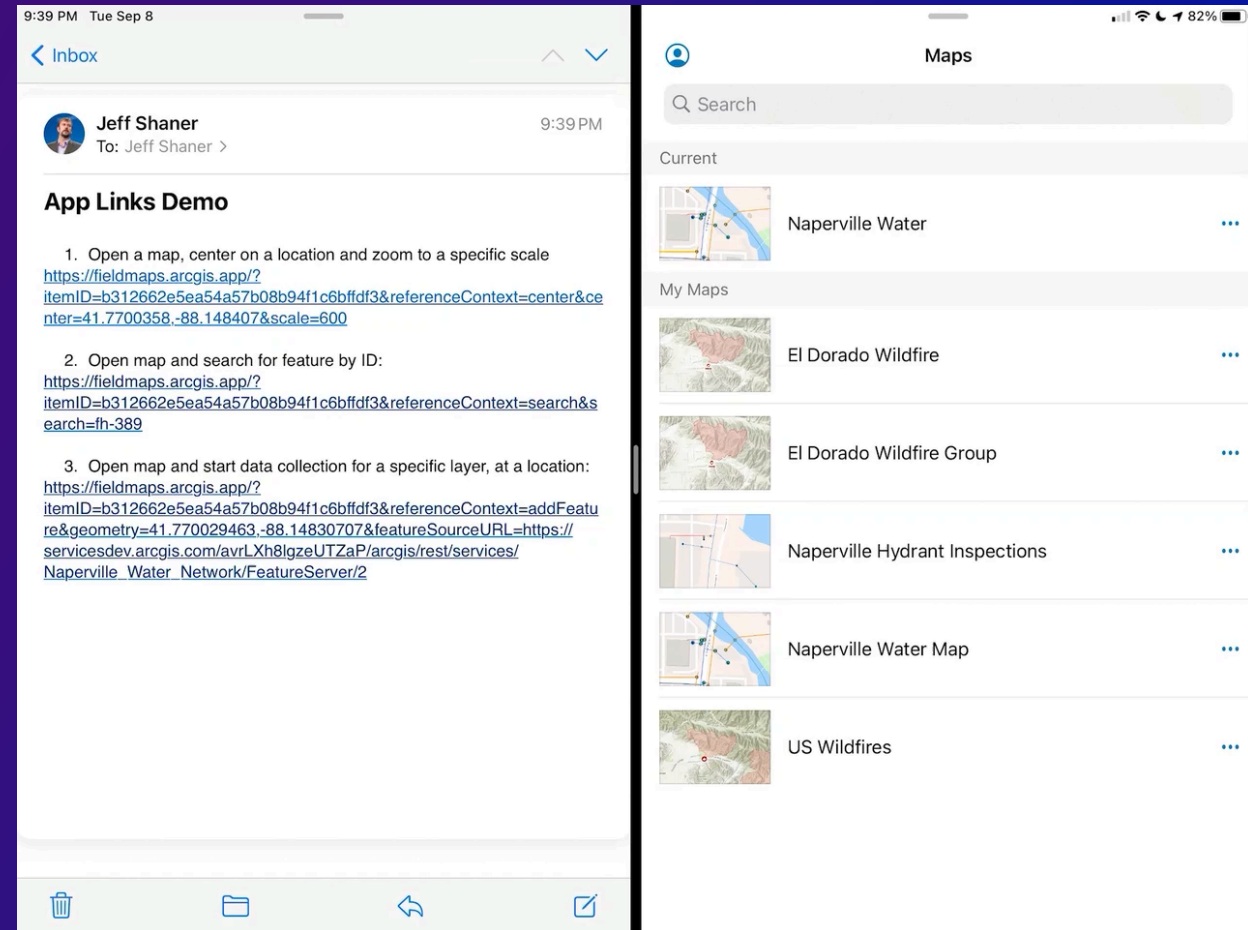 9:39 PM Tue Sep 8
Inbox
Jeff Shaner
9:39 PM
To: Jeff Shaner
App Links Demo
1. Open a map, center on a location and zoom to a specific scale
https://fieldmaps.arcgis.app/?
itemID=b312662e5ea54a57b08b94f1c6bffdf3&referenceContext=center&ce
nter=41.7700358,-88.148407&scale=600
2. Open map and search for feature by ID:
https://fieldmaps.arcgis.app/?
itemID=b312662e5ea54a57b08b94f1c6bffdf3&referenceContext=search&s
earch=fh-389
3. Open map and start data collection for a specific layer, at a location:
https://fieldmaps.arcgis.app/?
itemID=b312662e5ea54a57b08b94f1c6bffdf3&referenceContext=addFeatu
re&geometry=41.770029463,-88.14830707&featureSourceURL=https://
servicesdev.arcgis.com/avrLXh8lgzeUTZaP/arcgis/rest/services/
Naperville_Water_Network/FeatureServer/2
82%
Maps
Search
Current
Naperville Water
My Maps
El Dorado Wildfire
El Dorado Wildfire Group
Naperville Hydrant Inspections
Naperville Water Map
US Wildfires